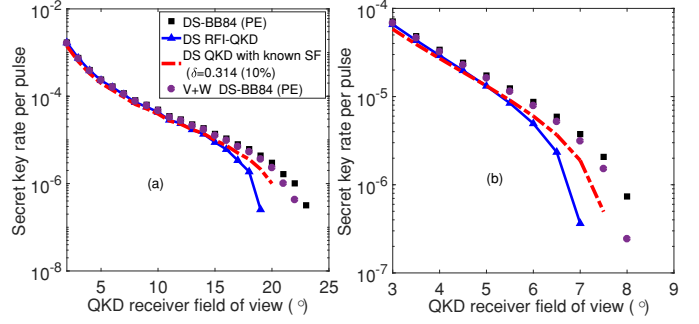 DS-BB84 (PE)
DS RFI-QKD
DS QKD with known SF
(δ=0.314 (10%)
V+W DS-BB84 (PE)
Secret key rate per pulse
10^-2
10^-4
10^-6
10^-8
(a)
5 10 15 20 25
QKD receiver field of view (°)
Secret key rate per pulse
10^-4
10^-5
10^-6
10^-7
(b)
3 4 5 6 7 8 9
QKD receiver field of view (°)